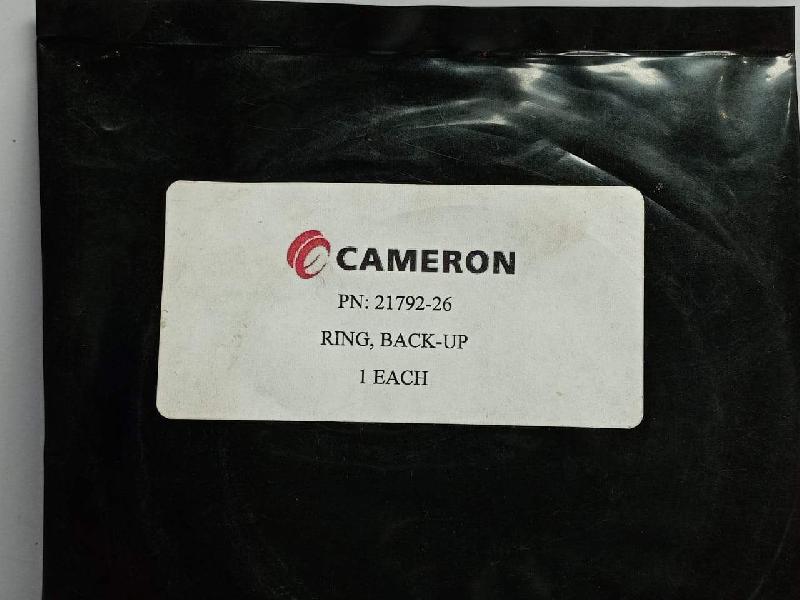 CAMERON
PN: 21792-26
RING, BACK-UP
1 EACH